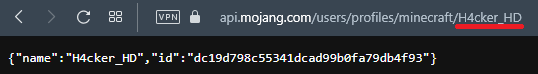 VPN api.mojang.com/users/profiles/minecraft/H4cker_HD
{"name":"H4cker_HD","id":"dc19d798c55341dcad99b0fa79db4f93"}